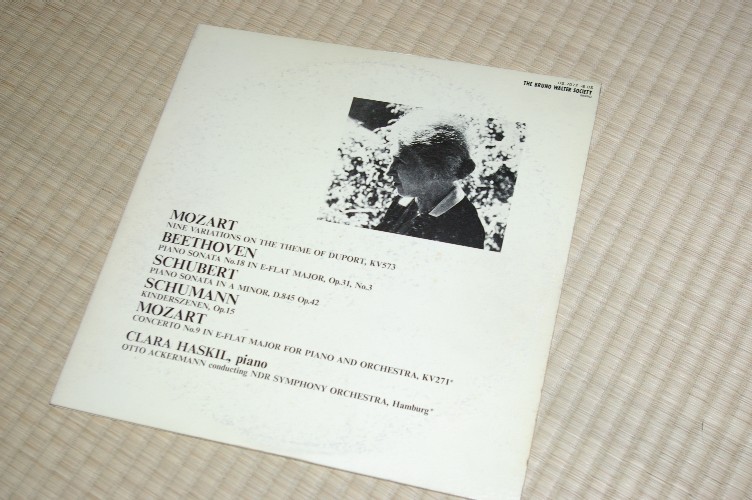 THE BRUNO WALTER SOCIETY
MOZART
NINE VARIATIONS ON THE THEME OF DUPORT, KV573
BEETHOVEN
PIANO SONATA No.18 IN E-FLAT MAJOR, Op.31, No.3
SCHUBERT
PIANO SONATA IN A MINOR, D.845 Op.42
SCHUMANN
KINDERSZENEN, Op.15
MOZART
CONCERTO No.9 IN E-FLAT MAJOR FOR PIANO AND ORCHESTRA, KV271*
CLARA HASKIL, piano
OTTO ACKERMANN conducting NDR SYMPHONY ORCHESTRA, Hamburg*